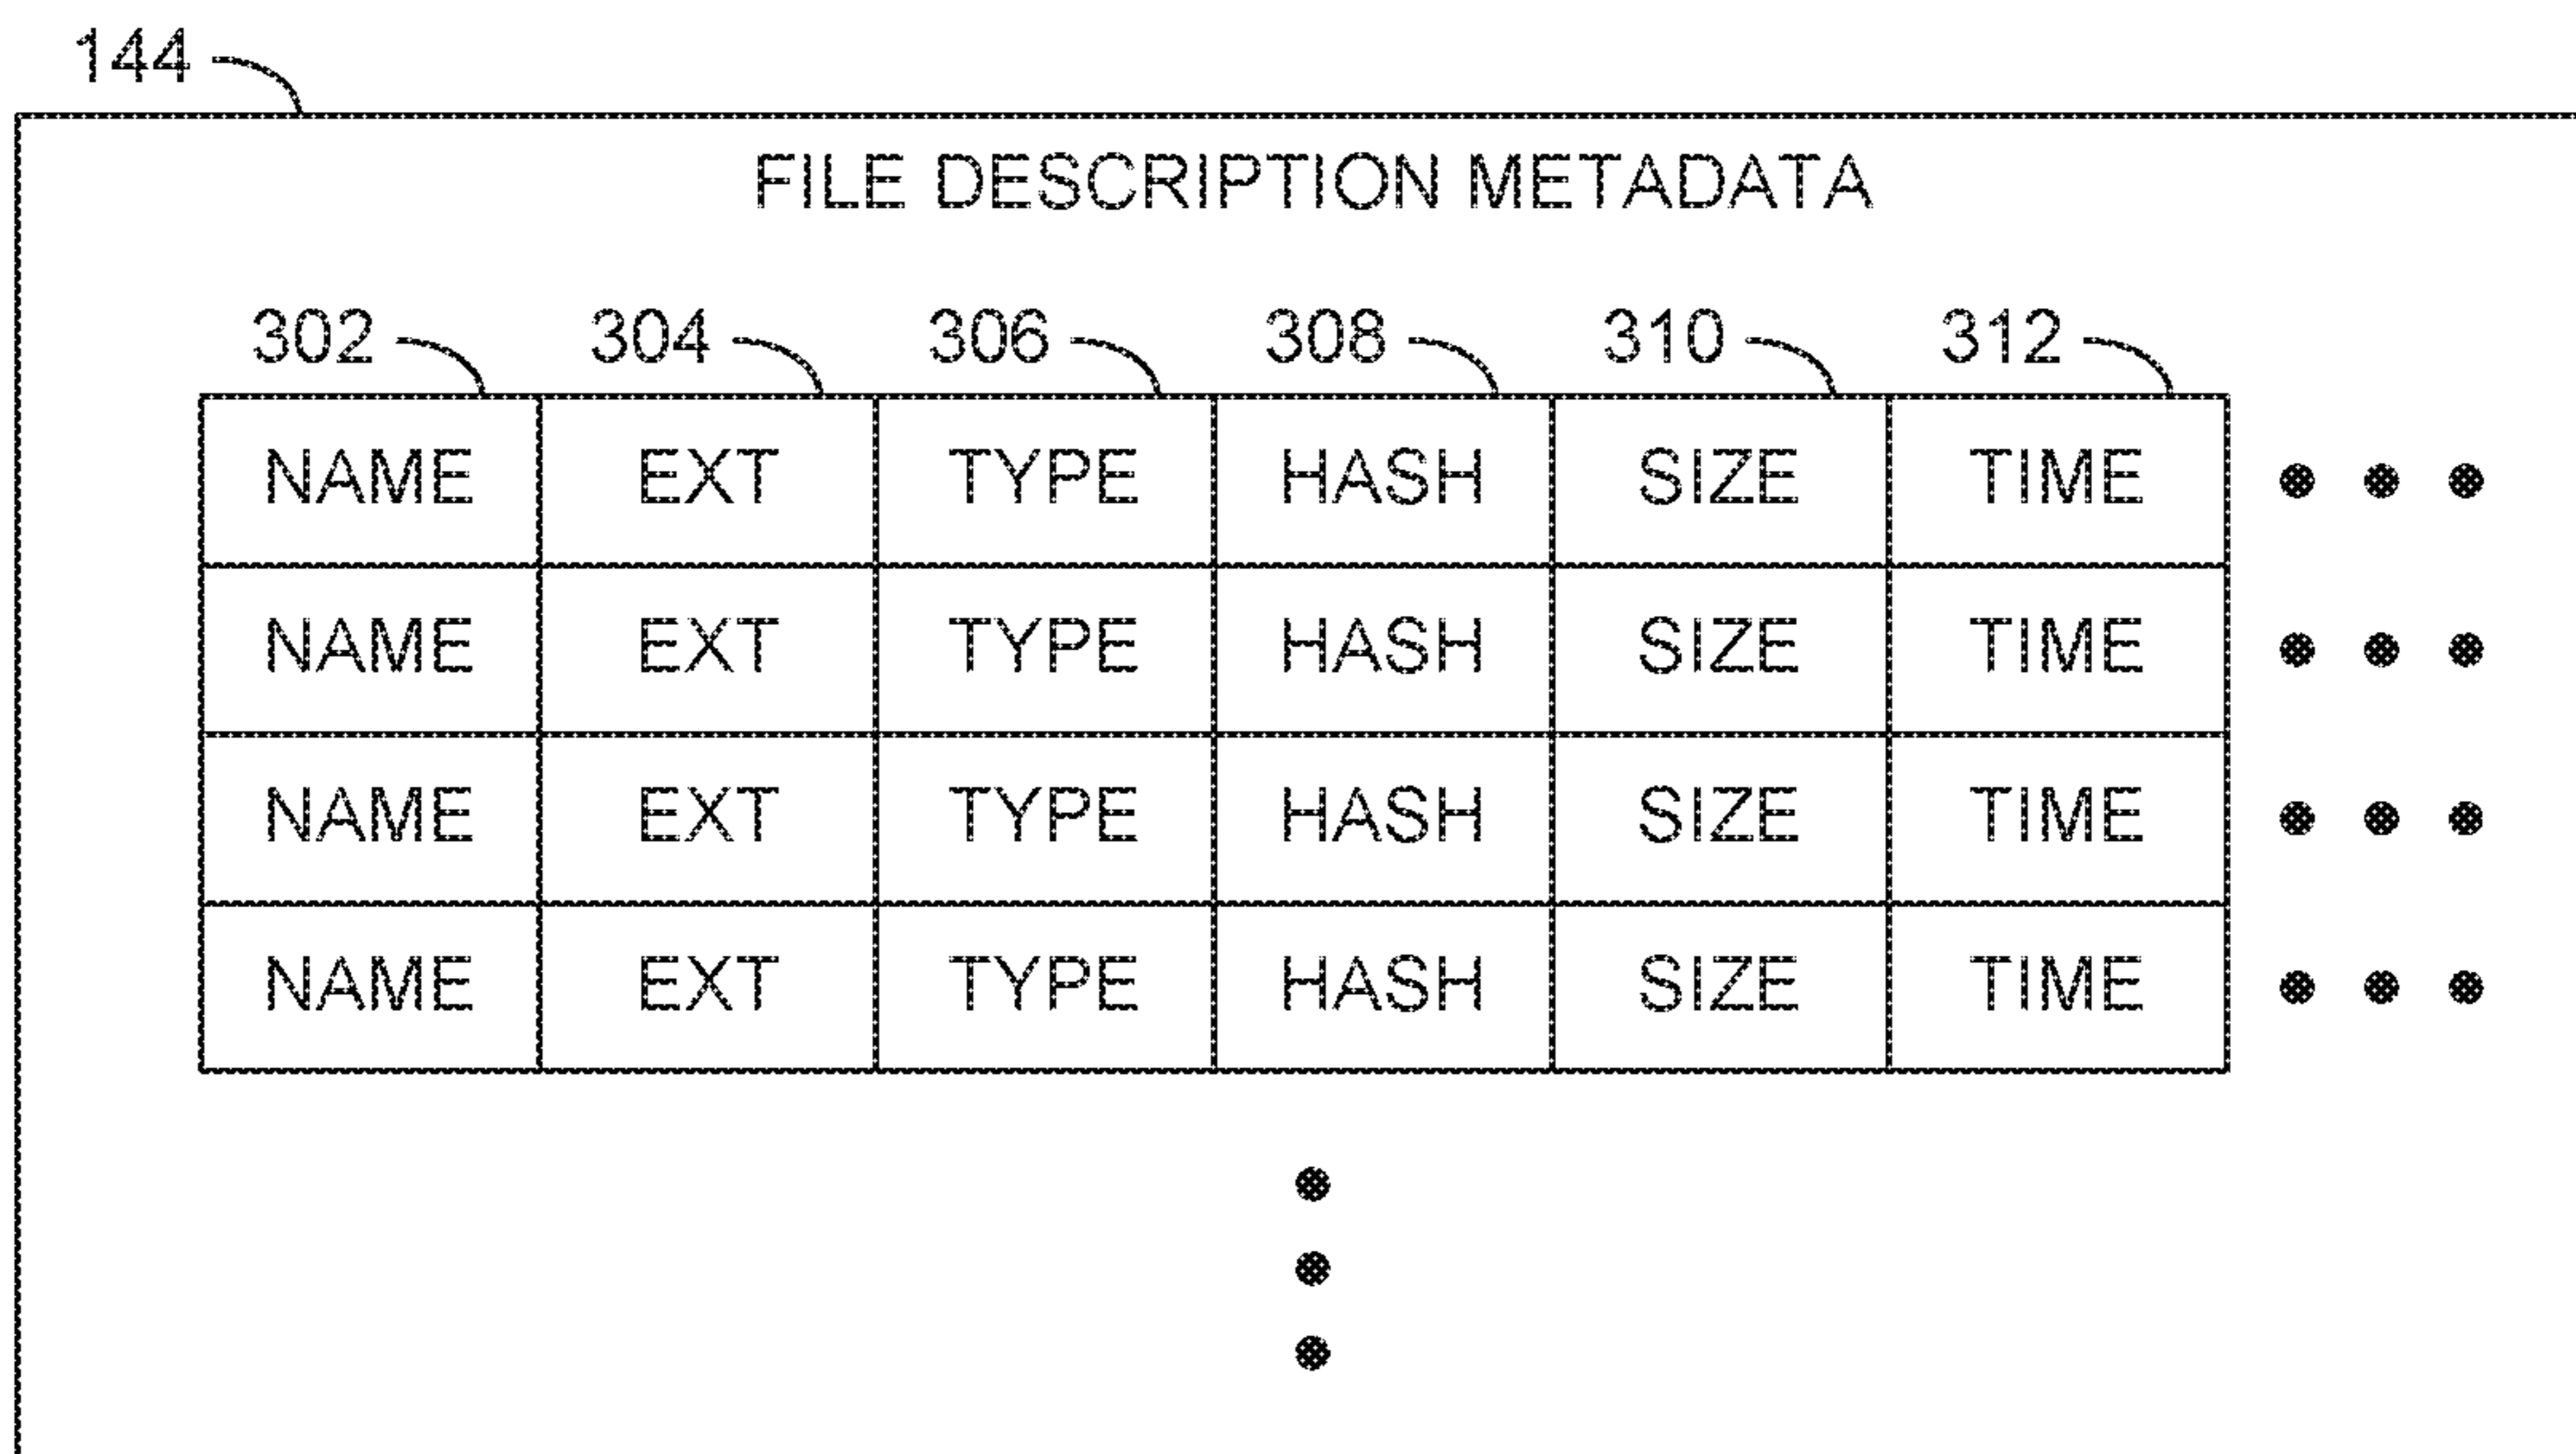 144
FILE DESCRIPTION METADATA
302 304 306 308 310 312
NAME EXT TYPE HASH SIZE TIME
NAME EXT TYPE HASH SIZE TIME
NAME EXT TYPE HASH SIZE TIME
NAME EXT TYPE HASH SIZE TIME